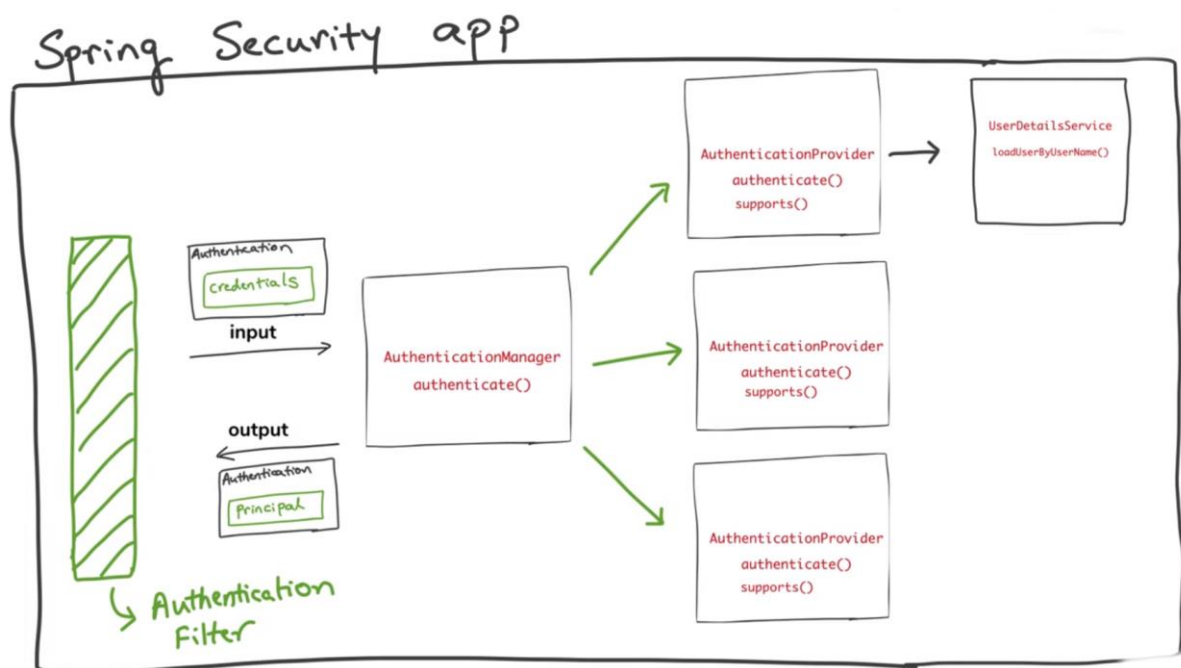 Spring Security app
Authentication
credentials
input
output
Authentication
principal
Authentication
Filter
AuthenticationManager
authenticate()
AuthenticationProvider
authenticate()
supports()
AuthenticationProvider
authenticate()
supports()
AuthenticationProvider
authenticate()
supports()
UserDetailsService
loadUserByUserName()